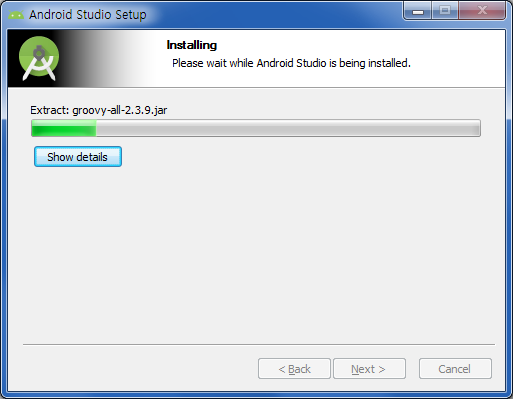 Android Studio Setup
Installing
Please wait while Android Studio is being installed.
Extract: groovy-all-2.3.9.jar
Show details
< Back
Next >
Cancel